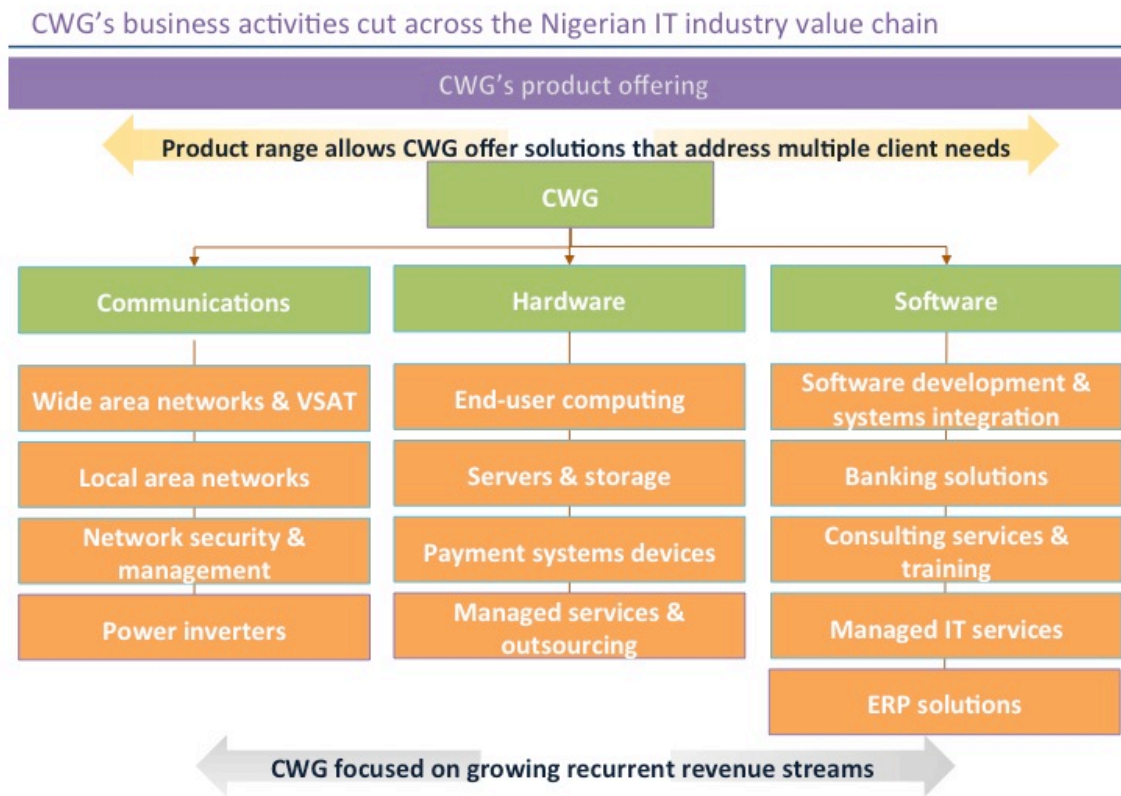 CWG’s business activities cut across the Nigerian IT industry value chain
CWG’s product offering
Product range allows CWG offer solutions that address multiple client needs
CWG
Communications
Wide area networks & VSAT
Local area networks
Network security &
management
Power inverters
Hardware
End-user computing
Servers & storage
Payment systems devices
Managed services &
outsourcing
Software
Software development &
systems integration
Banking solutions
Consulting services &
training
Managed IT services
ERP solutions
CWG focused on growing recurrent revenue streams